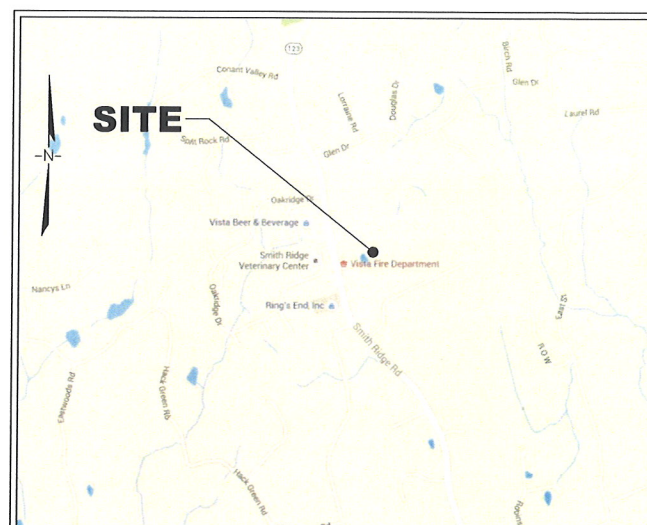 123
Conant Valley Rd
Birch Rd
Glen Dr
Laurel Rd
Lorraine Rd
Douglas Dr
SITE
Rock Rd
Glen Dr
-N-
Oakridge Dr
Vista Beer & Beverage
Smith Ridge
Veterinary Center
Vista Fire Department
Nancys Ln
Oakridge Dr
Ring's End, Inc
East W
R O W
Smith Ridge Rd
Eastwoods Rd
Hack Green Rd
Hack Green Rd